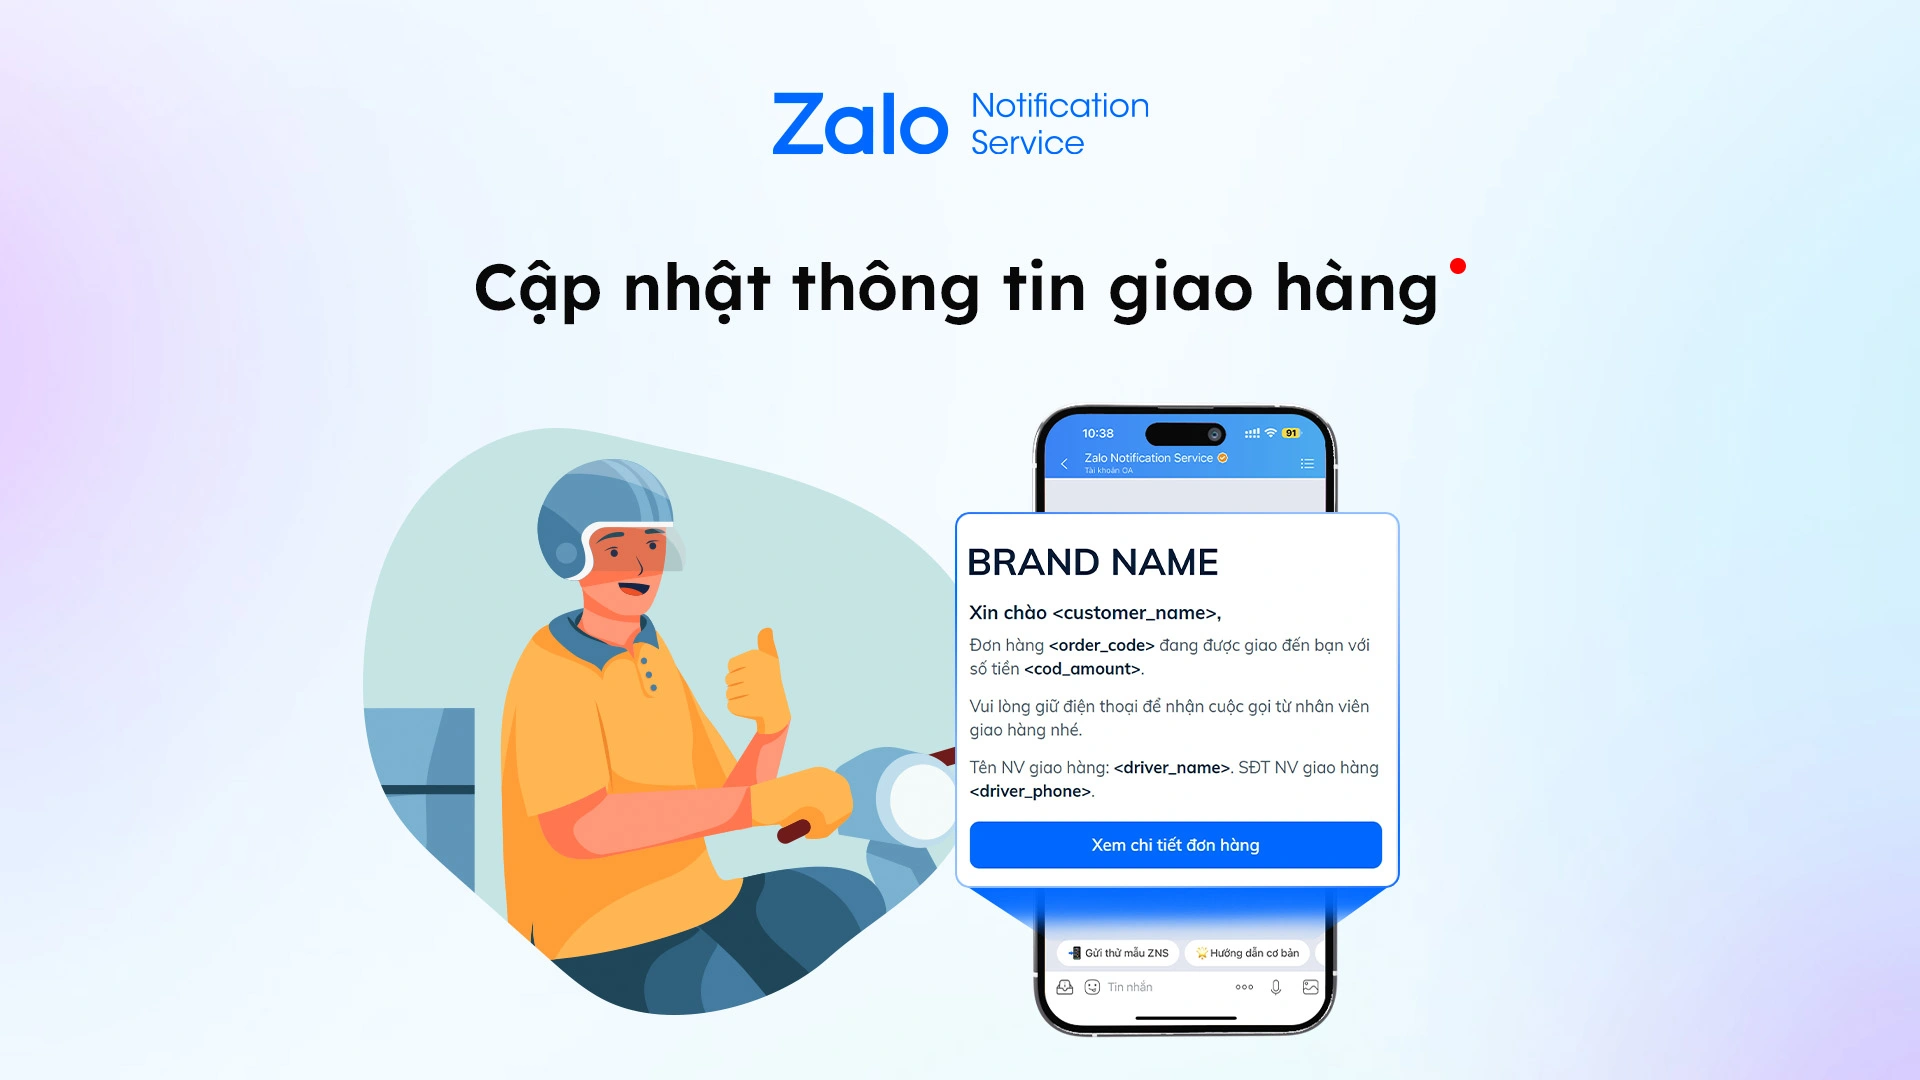 Zalo Notification
Service
Cập nhật thông tin giao hàng
10:38
91
Zalo Notification Service
Tài khoản OA
BRAND NAME
Xin chào <customer_name>,
Đơn hàng <order_code> đang được giao đến bạn với
số tiền <cod_amount>.
Vui lòng giữ điện thoại để nhận cuộc gọi từ nhân viên
giao hàng nhé.
Tên NV giao hàng: <driver_name>. SĐT NV giao hàng
<driver_phone>.
Xem chi tiết đơn hàng
Gửi thử mẫu ZNS
Hướng dẫn cơ bản
Tin nhắn